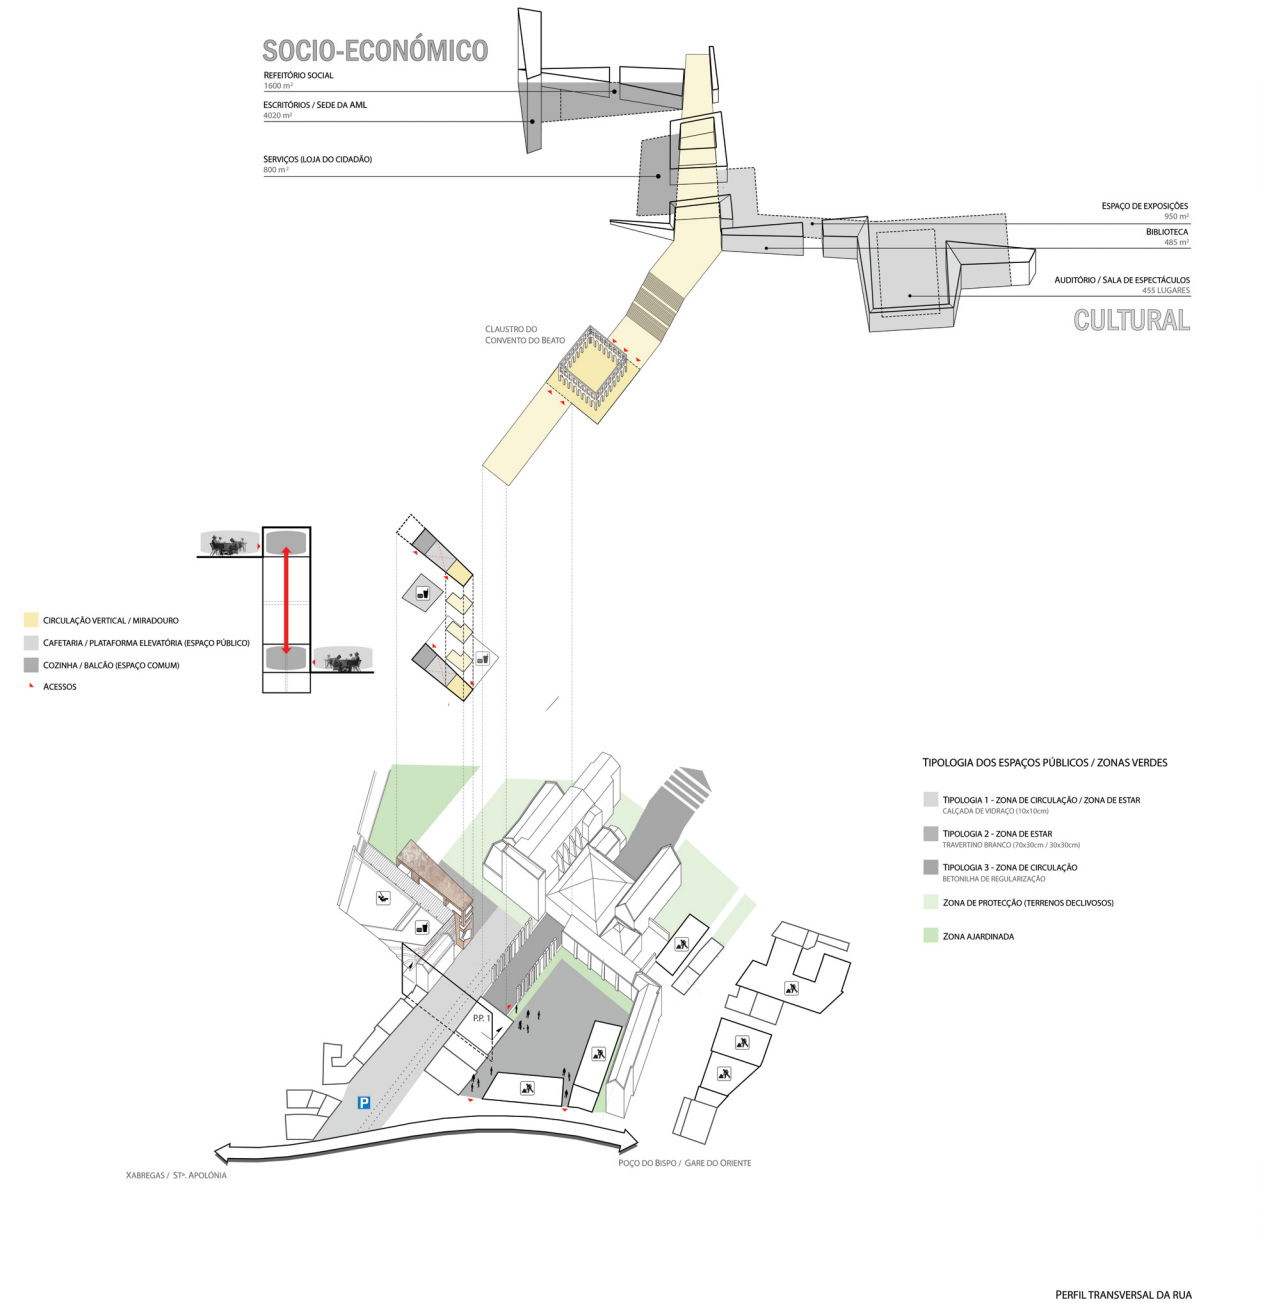 SOCIO-ECONÓMICO
REFEITÓRIO SOCIAL
1600 m²
ESCRITÓRIOS / SEDE DA AML
4020 m²
SERVIÇOS (LOJA DO CIDADÃO)
800 m²
ESPAÇO DE EXPOSIÇÕES
950 m²
BIBLIOTECA
485 m²
AUDITÓRIO / SALA DE ESPECTÁCULOS
455 LUGARES
CULTURAL
CLAUSTRO DO
CONVENTO DO BEATO
CIRCULAÇÃO VERTICAL / MIRADOURO
CAFETARIA / PLATAFORMA ELEVATÓRIA (ESPAÇO PÚBLICO)
COZINHA / BALCÃO (ESPAÇO COMUM)
ACESSOS
TIPOLOGIA DOS ESPAÇOS PÚBLICOS / ZONAS VERDES
TIPOLOGIA 1 - ZONA DE CIRCULAÇÃO / ZONA DE ESTAR
CALÇADA DE VIDRAÇO (10x10cm)
TIPOLOGIA 2 - ZONA DE ESTAR
TRAVERTINO BRANCO (70x30cm / 30x30cm)
TIPOLOGIA 3 - ZONA DE CIRCULAÇÃO
BETONILHA DE REGULARIZAÇÃO
ZONA DE PROTECÇÃO (TERRENOS DECLIVOSOS)
ZONA AJARDINADA
P.P. 1
P
POÇO DO BISPO / GARE DO ORIENTE
XABREGAS / STª. APOLÓNIA
PERFIL TRANSVERSAL DA RUA